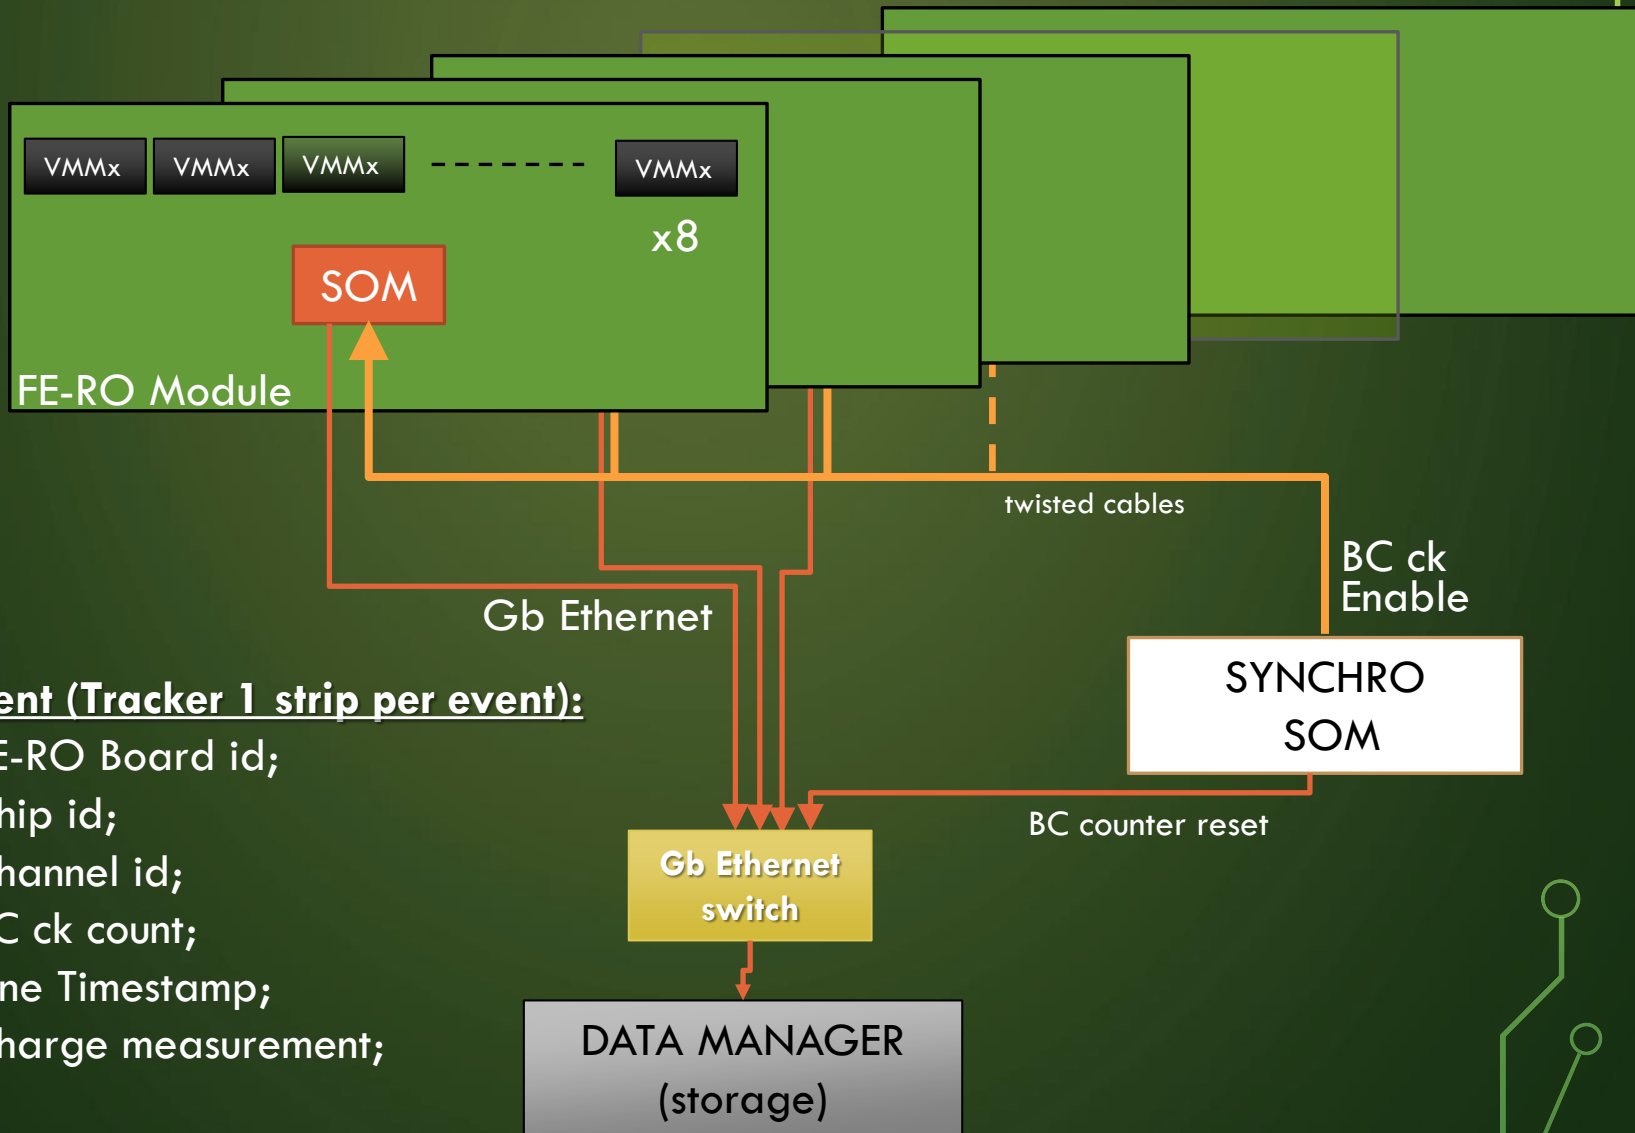 VMMx VMMx VMMx VMMx
x8
SOM
FE-RO Module
twisted cables
BC ck
Enable
Gb Ethernet
SYNCHRO
SOM
BC counter reset
Gb Ethernet
switch
DATA MANAGER
(storage)
ent (Tracker 1 strip per event):
E-RO Board id;
hip id;
hannel id;
C ck count;
ne Timestamp;
harge measurement;